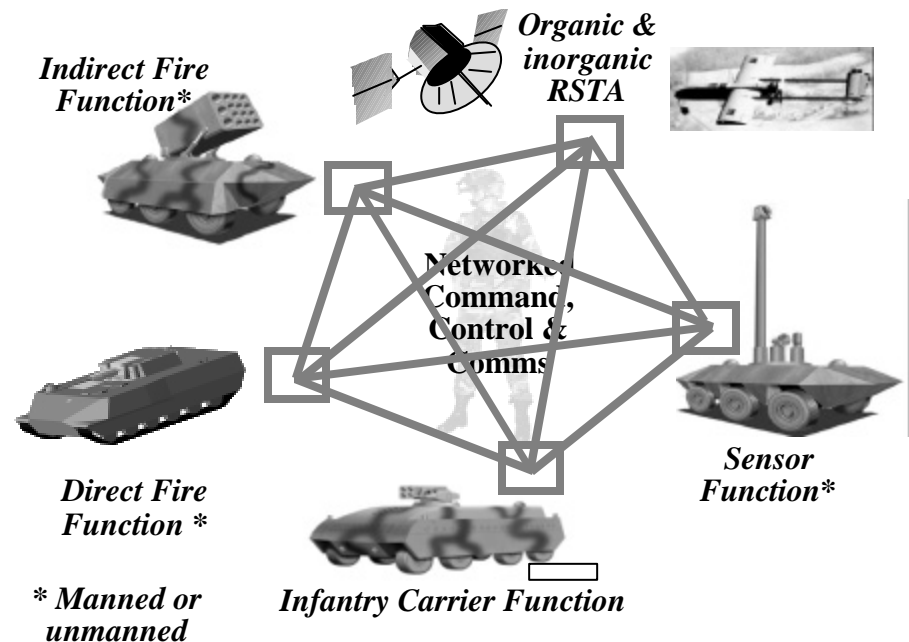 Organic &
inorganic
RSTA
Indirect Fire
Function*
Networked
Command,
Control &
Comms
Sensor
Function*
Direct Fire
Function *
Infantry Carrier Function
* Manned or
unmanned